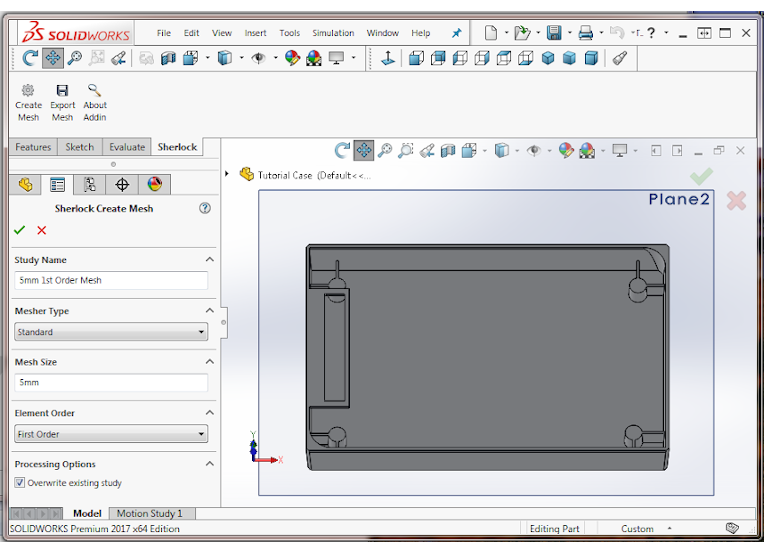 SOLIDWORKS File Edit View Insert Tools Simulation Window Help ?
Create Export About
Mesh Mesh Addin
Features Sketch Evaluate Sherlock
Tutorial Case (Default<<...
Sherlock Create Mesh ?
Plane2
Study Name
5mm 1st Order Mesh
Mesher Type
Standard
Mesh Size
5mm
Element Order
First Order
Y
X
Processing Options
Overwrite existing study
Model Motion Study 1
SOLIDWORKS Premium 2017 x64 Edition Editing Part Custom